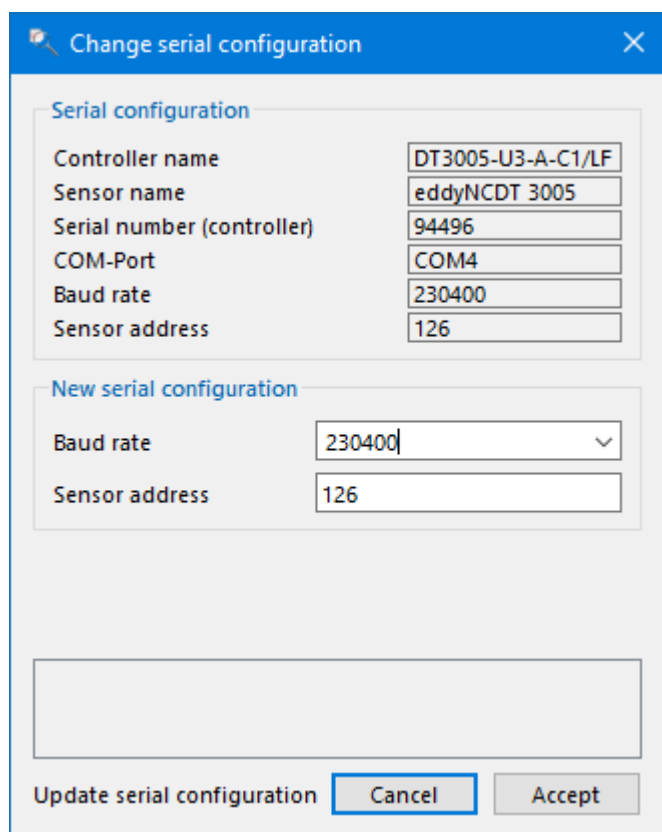 Change serial configuration
Serial configuration
Controller name DT3005-U3-A-C1/LF
Sensor name eddyNCDT 3005
Serial number (controller) 94496
COM-Port COM4
Baud rate 230400
Sensor address 126
New serial configuration
Baud rate 230400
Sensor address 126
Update serial configuration Cancel Accept